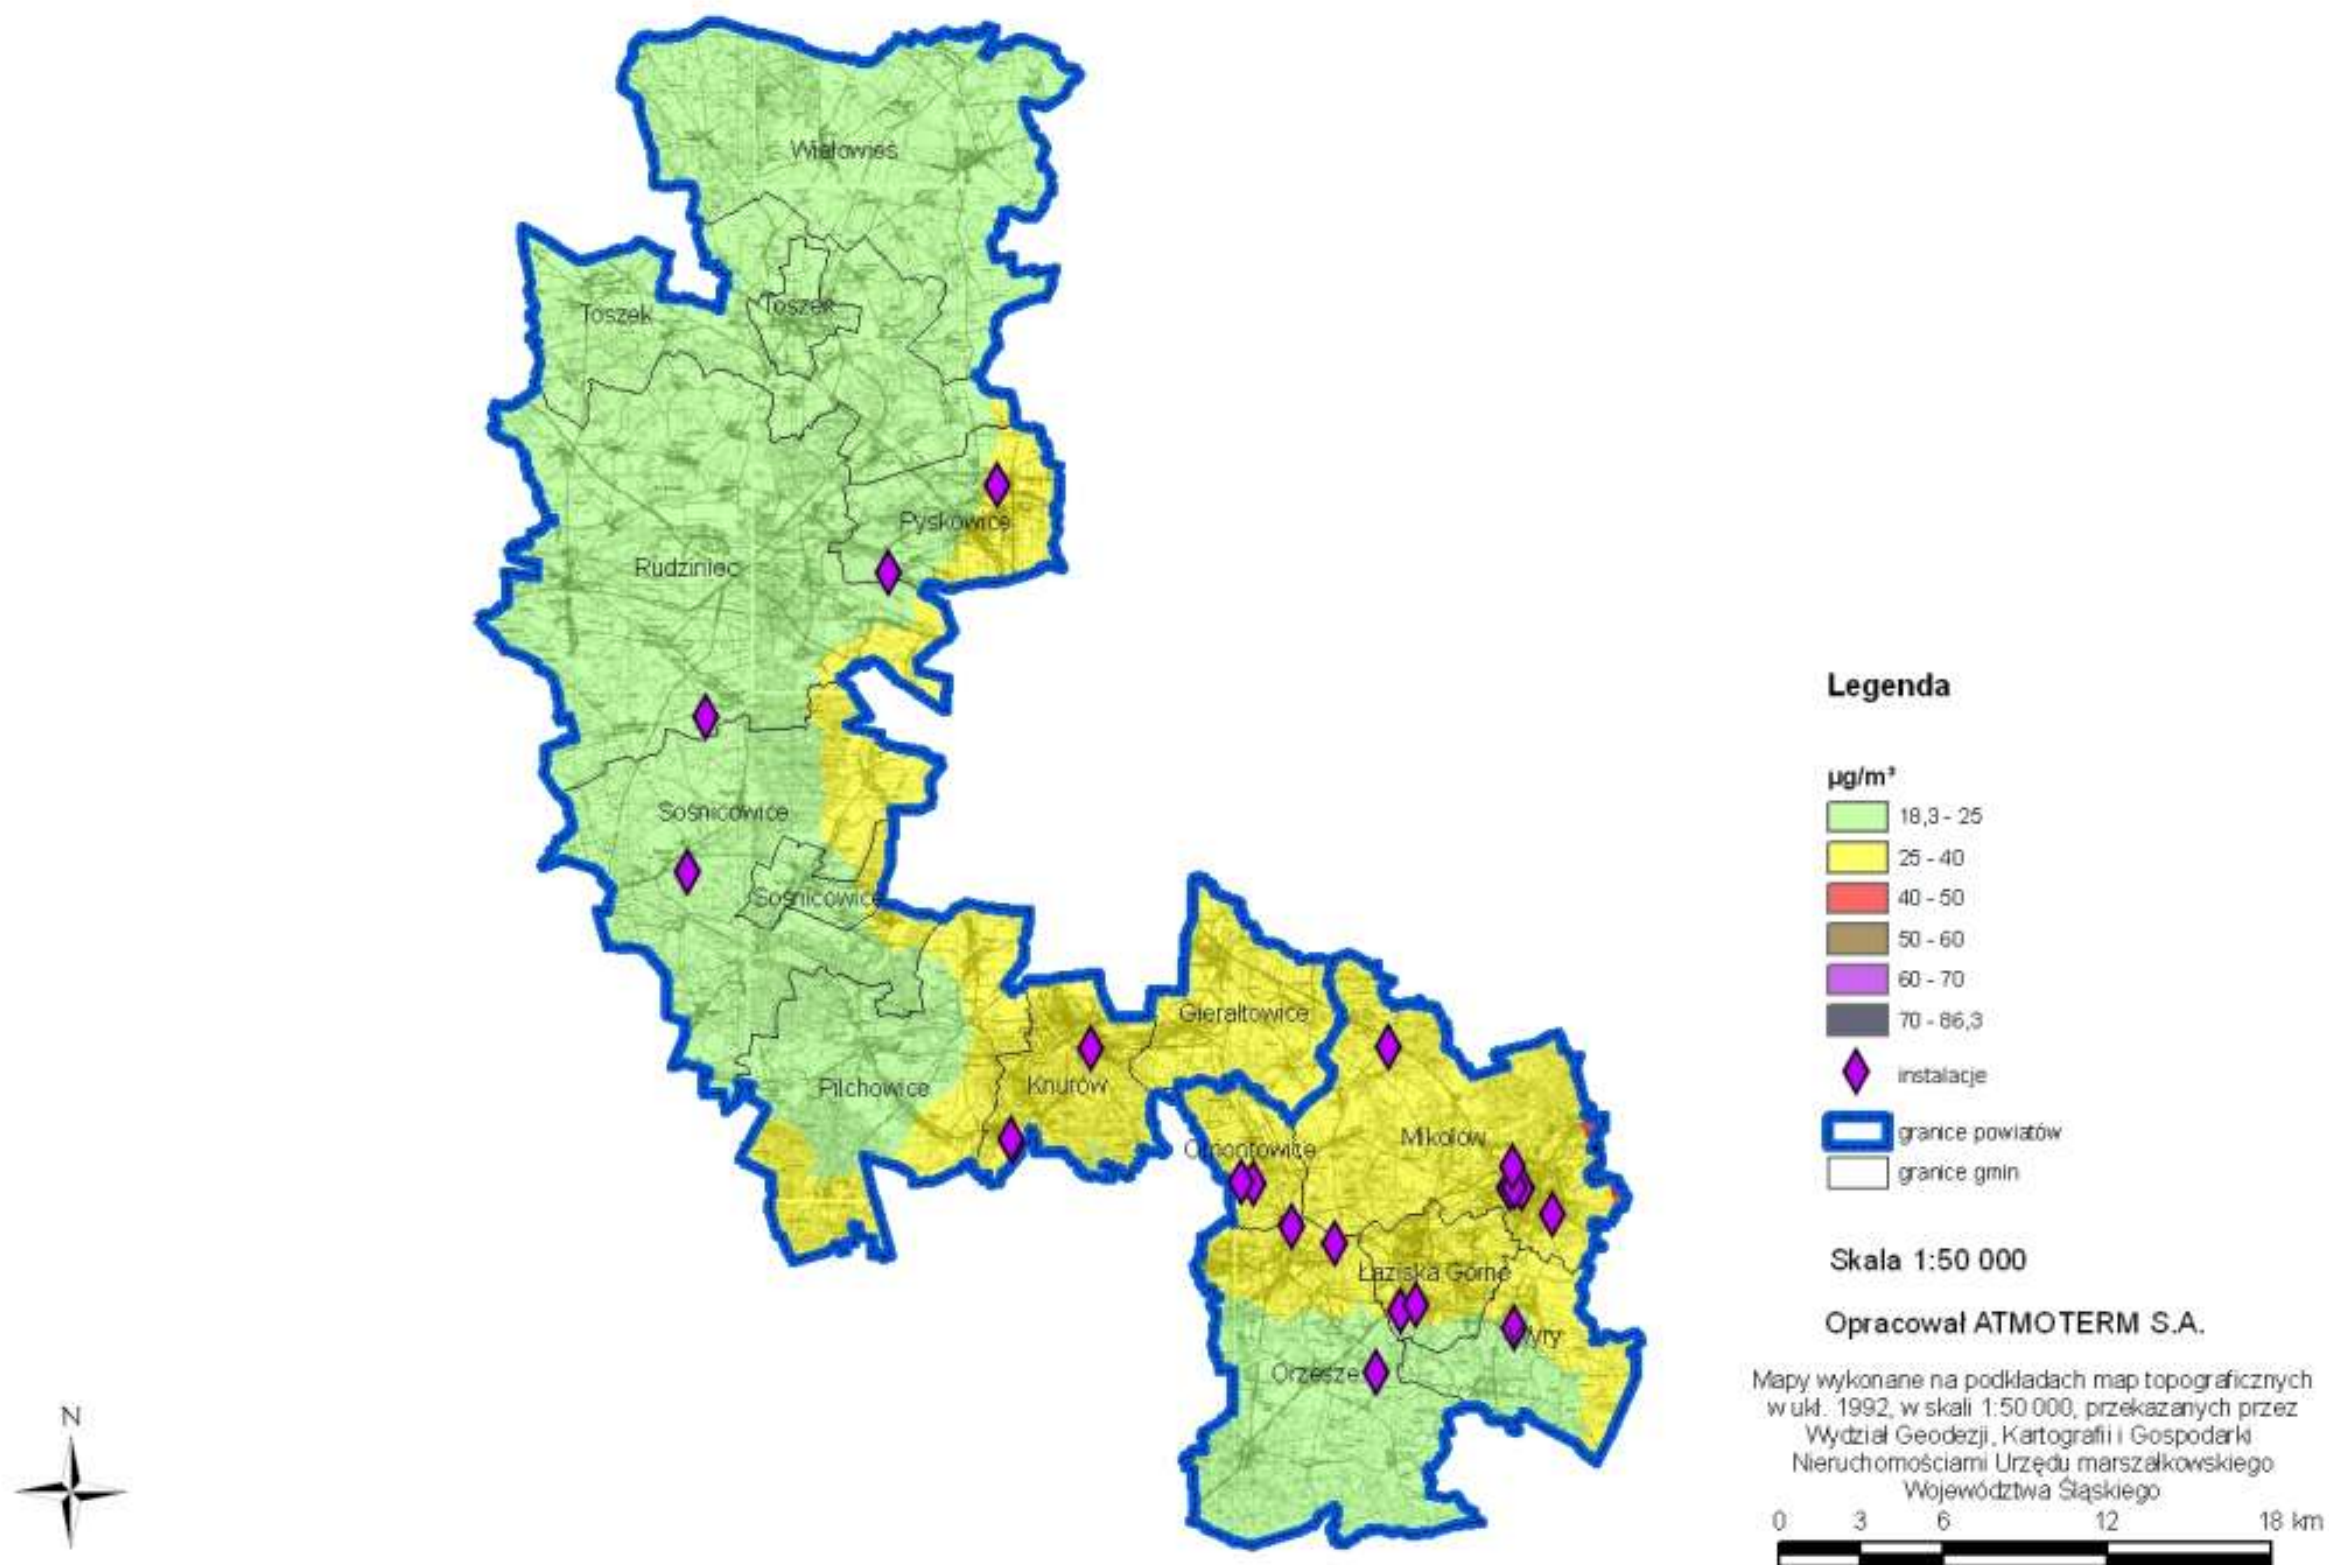 Wielowieś
Toszek
Toszek
Pyskowice
Rudziniec
Sośnicowice
Sośnicowice
Gierałtowice
Pilchowice
Knurów
Mikołów
Ornontowice
Łaziska Górne
Wyry
Orzesze
Legenda
µg/m³
18,3 - 25
25 - 40
40 - 50
50 - 60
60 - 70
70 - 86,3
instalacje
granice powiatów
granice gmin
Skala 1:50 000
Opracował ATMOTERM S.A.
Mapy wykonane na podkładach map topograficznych
w ukł. 1992, w skali 1:50 000, przekazanych przez
Wydział Geodezji, Kartografii i Gospodarki
Nieruchomościami Urzędu marszałkowskiego
Województwa Śląskiego
N
0 3 6 12 18 km